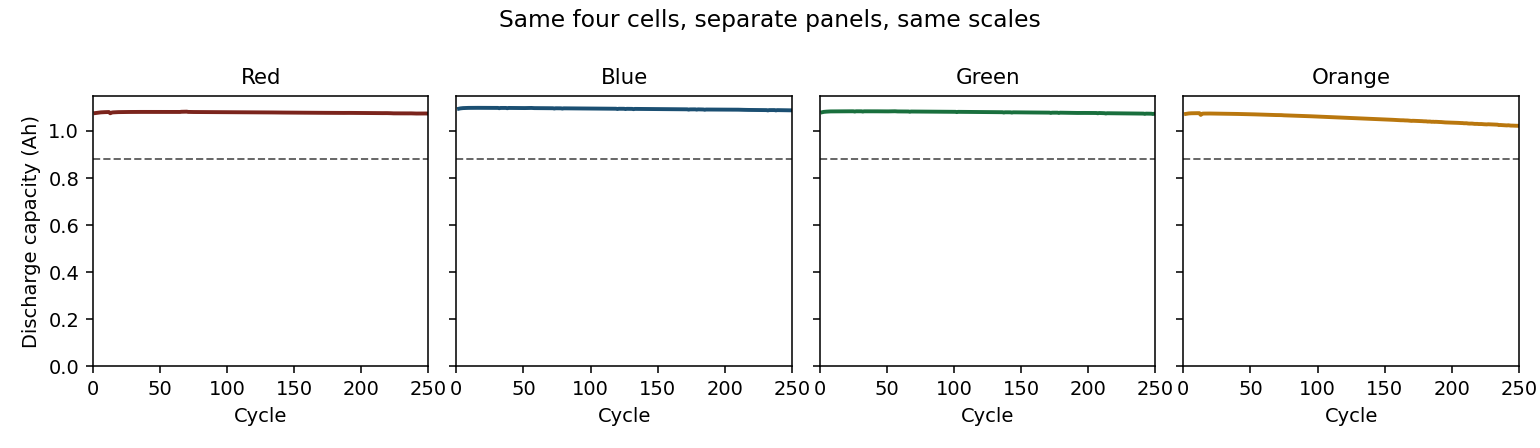 Same four cells, separate panels, same scales
Red
Blue
Green
Orange
Discharge capacity (Ah)
1.0
0.8
0.6
0.4
0.2
0.0
0 50 100 150 200 250
0 50 100 150 200 250
0 50 100 150 200 250
0 50 100 150 200 250
Cycle
Cycle
Cycle
Cycle